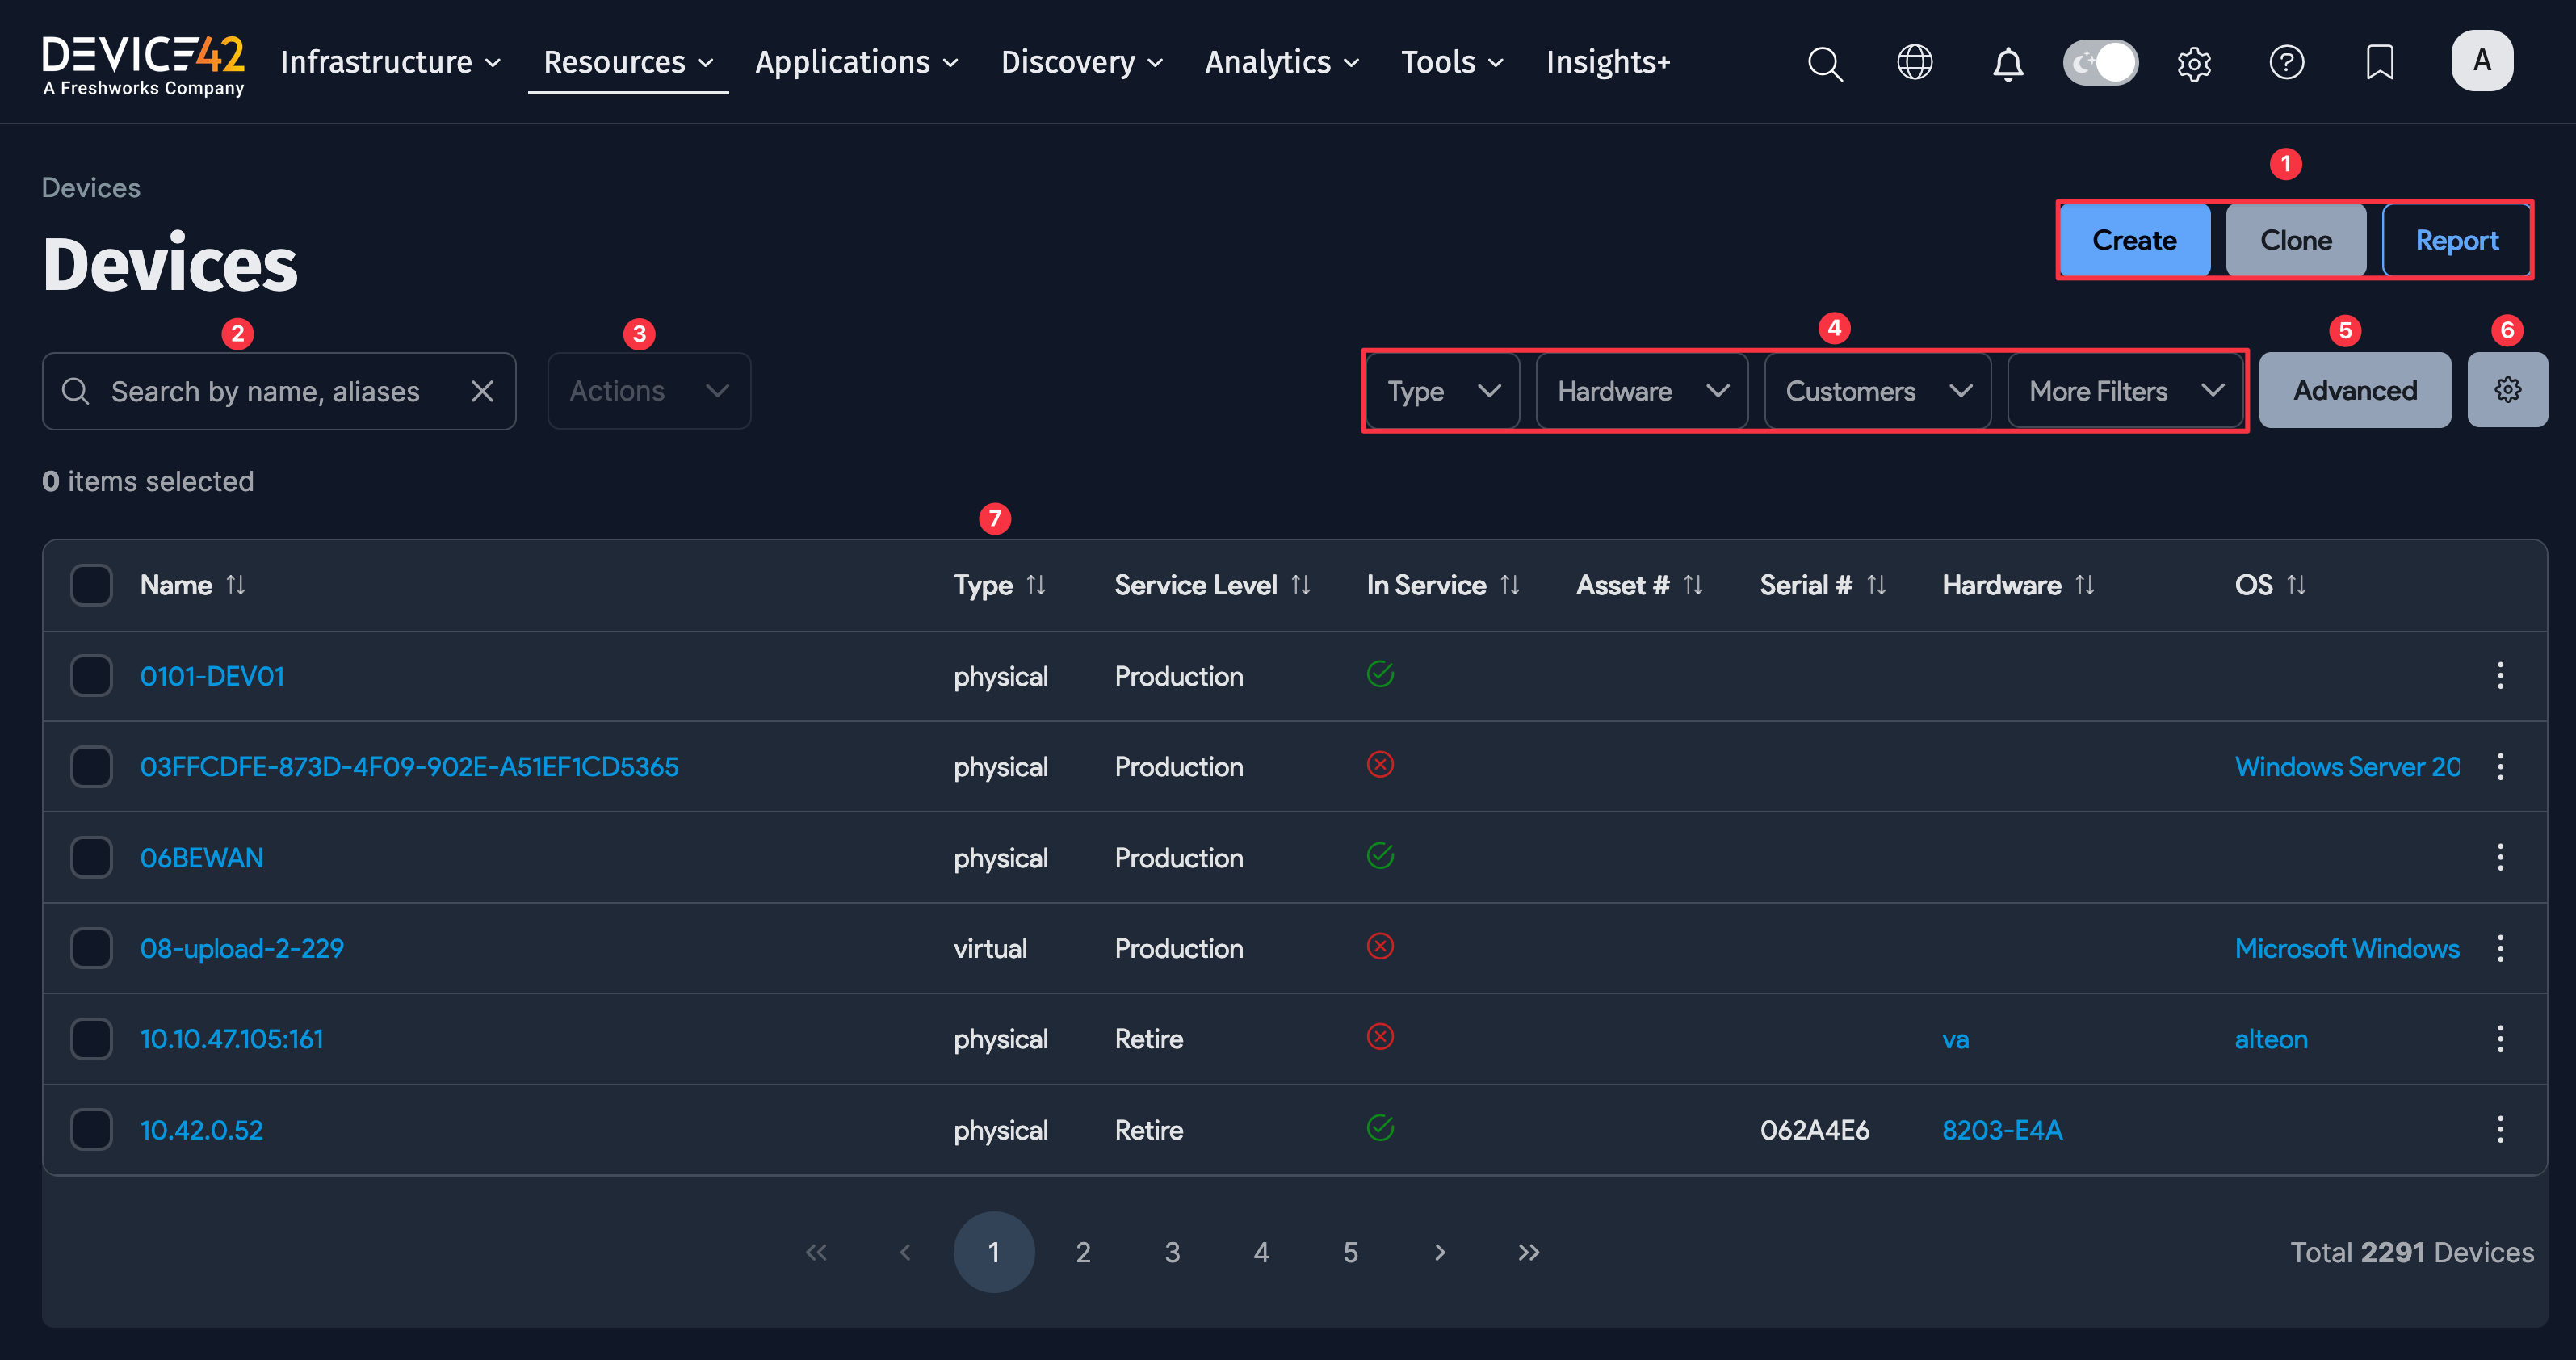 DEVICE42
A Freshworks Company
Infrastructure Resources Applications Discovery Analytics Tools Insights+
A
Devices
Devices
1
Create Clone Report
2 3 4 5 6
Search by name, aliases Actions Type Hardware Customers More Filters Advanced
0 items selected
7
Name Type Service Level In Service Asset # Serial # Hardware OS
0101-DEV01 physical Production
03FFCDFE-873D-4F09-902E-A51EF1CD5365 physical Production Windows Server 20
06BEWAN physical Production
08-upload-2-229 virtual Production Microsoft Windows
10.10.47.105:161 physical Retire va alteon
10.42.0.52 physical Retire 062A4E6 8203-E4A
1 2 3 4 5 Total 2291 Devices